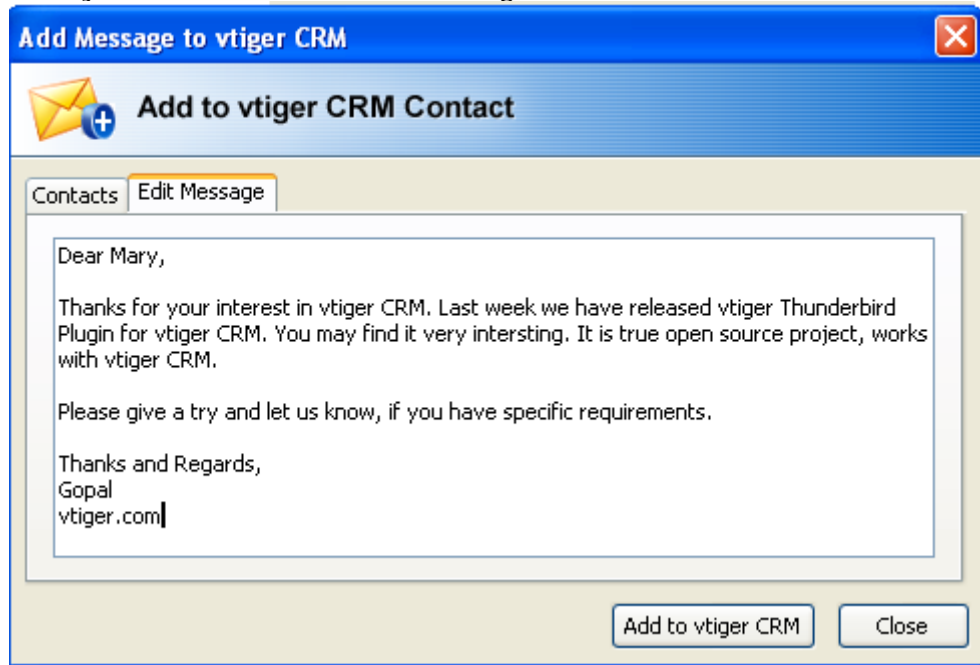 Add Message to vtiger CRM
Add to vtiger CRM Contact
Contacts
Edit Message
Dear Mary,
Thanks for your interest in vtiger CRM. Last week we have released vtiger Thunderbird
Plugin for vtiger CRM. You may find it very intersting. It is true open source project, works
with vtiger CRM.
Please give a try and let us know, if you have specific requirements.
Thanks and Regards,
Gopal
vtiger.com
Add to vtiger CRM
Close